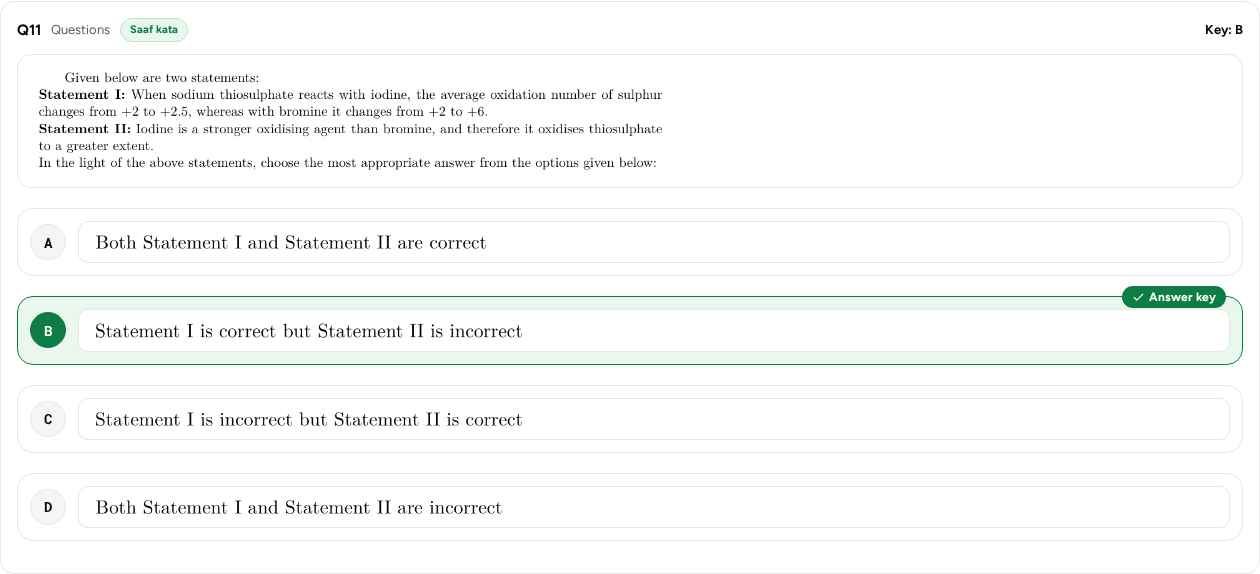 Q11 Questions Saaf kata Key: B
Given below are two statements:
Statement I: When sodium thiosulphate reacts with iodine, the average oxidation number of sulphur
changes from +2 to +2.5, whereas with bromine it changes from +2 to +6.
Statement II: Iodine is a stronger oxidising agent than bromine, and therefore it oxidises thiosulphate
to a greater extent.
In the light of the above statements, choose the most appropriate answer from the options given below:
A Both Statement I and Statement II are correct
Answer key
B Statement I is correct but Statement II is incorrect
C Statement I is incorrect but Statement II is correct
D Both Statement I and Statement II are incorrect